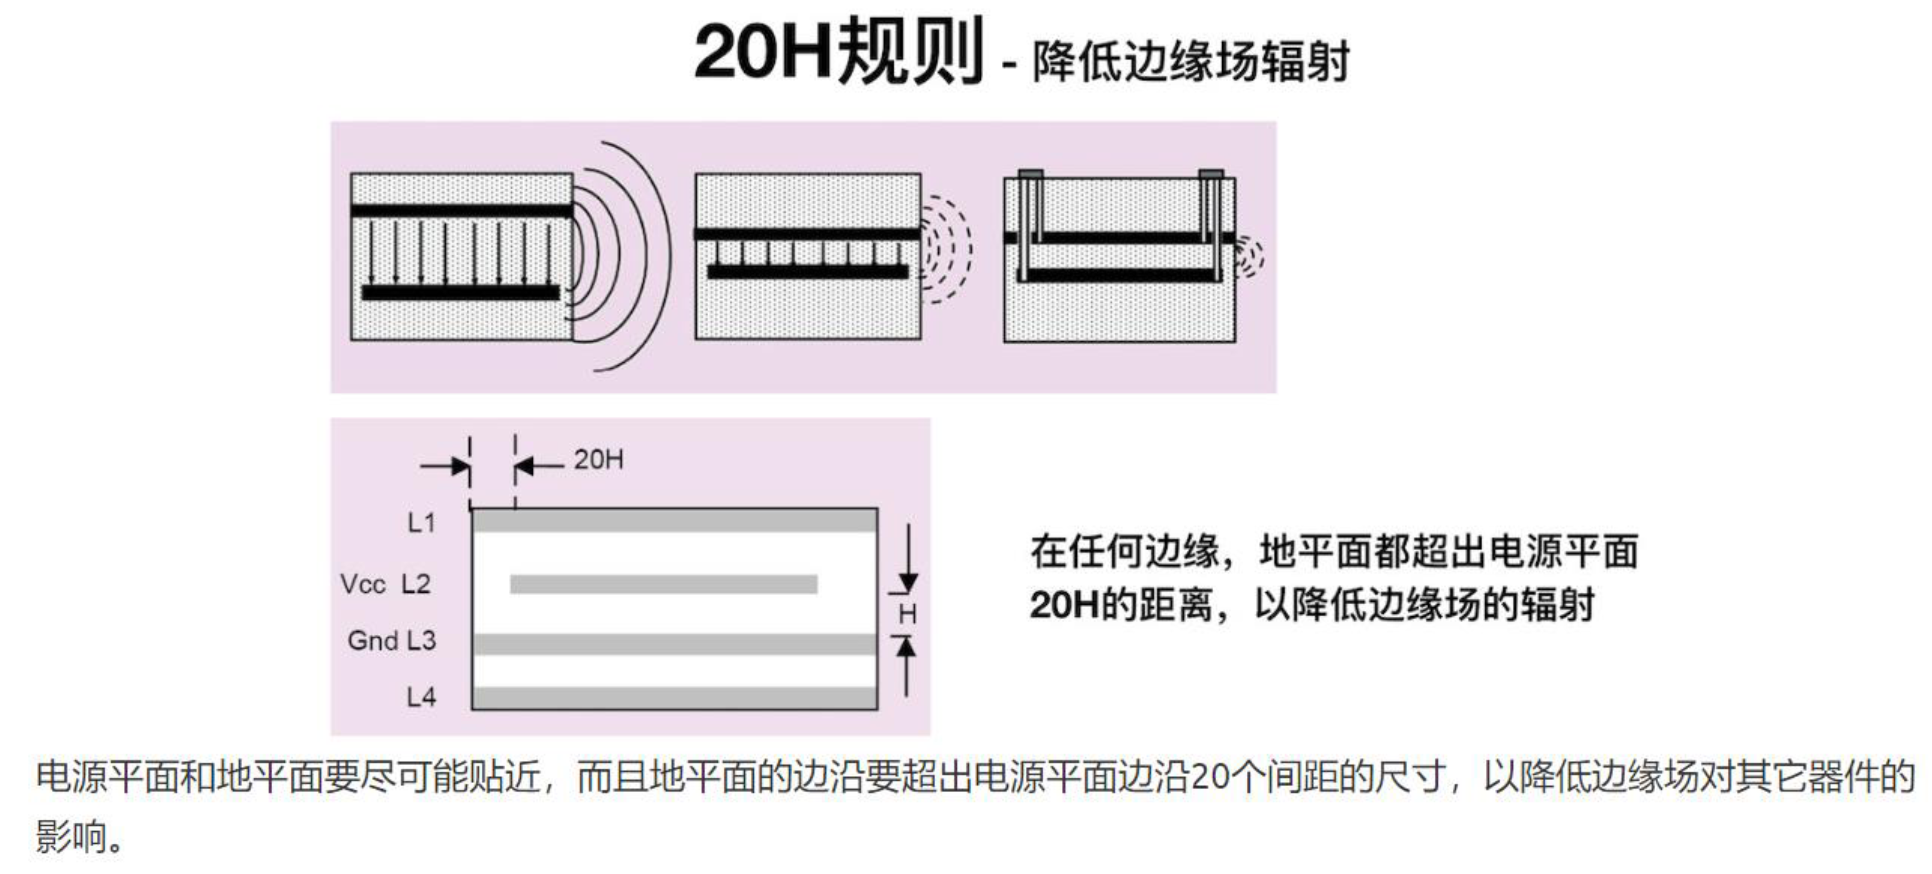 20H规则 - 降低边缘场辐射
20H
L1
Vcc L2
Gnd L3
L4
H
在任何边缘，地平面都超出电源平面
20H的距离，以降低边缘场的辐射
电源平面和地平面要尽可能贴近，而且地平面的边沿要超出电源平面边沿20个间距的尺寸，以降低边缘场对其它器件的
影响。